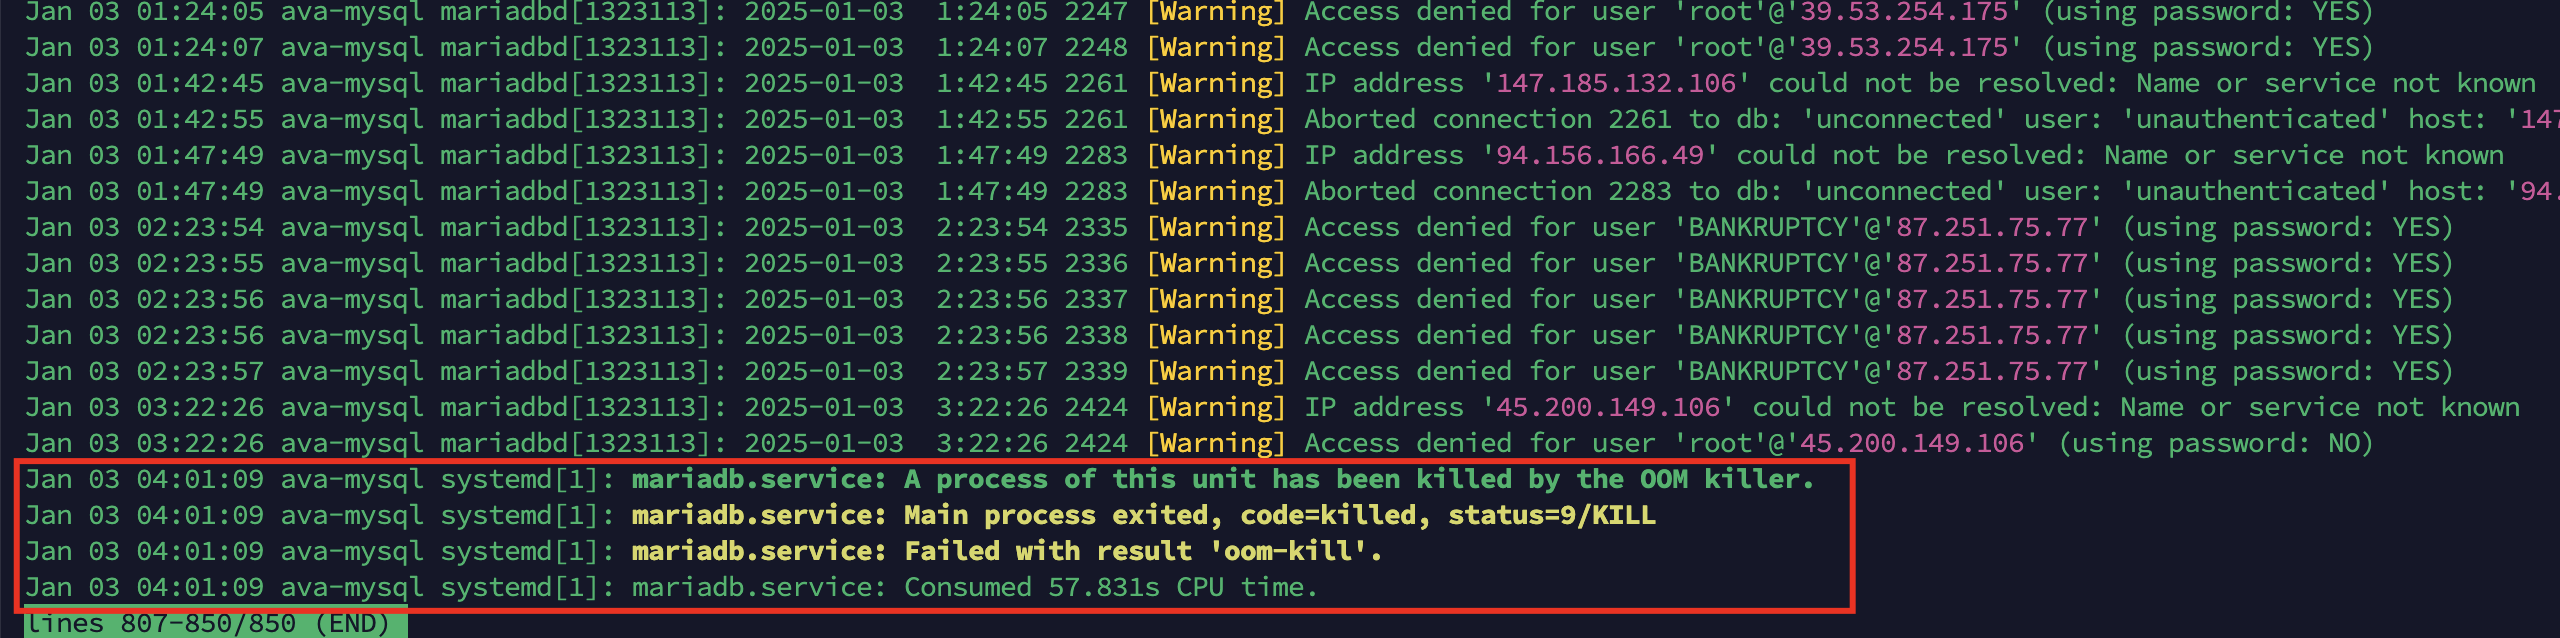 Jan 03 01:24:05 ava-mysql mariadbd[1323113]: 2025-01-03  1:24:05 2247 [Warning] Access denied for user 'root'@'39.53.254.175' (using password: YES)
Jan 03 01:24:07 ava-mysql mariadbd[1323113]: 2025-01-03  1:24:07 2248 [Warning] Access denied for user 'root'@'39.53.254.175' (using password: YES)
Jan 03 01:42:45 ava-mysql mariadbd[1323113]: 2025-01-03  1:42:45 2261 [Warning] IP address '147.185.132.106' could not be resolved: Name or service not known
Jan 03 01:42:55 ava-mysql mariadbd[1323113]: 2025-01-03  1:42:55 2261 [Warning] Aborted connection 2261 to db: 'unconnected' user: 'unauthenticated' host: '147
Jan 03 01:47:49 ava-mysql mariadbd[1323113]: 2025-01-03  1:47:49 2283 [Warning] IP address '94.156.166.49' could not be resolved: Name or service not known
Jan 03 01:47:49 ava-mysql mariadbd[1323113]: 2025-01-03  1:47:49 2283 [Warning] Aborted connection 2283 to db: 'unconnected' user: 'unauthenticated' host: '94.
Jan 03 02:23:54 ava-mysql mariadbd[1323113]: 2025-01-03  2:23:54 2335 [Warning] Access denied for user 'BANKRUPTCY'@'87.251.75.77' (using password: YES)
Jan 03 02:23:55 ava-mysql mariadbd[1323113]: 2025-01-03  2:23:55 2336 [Warning] Access denied for user 'BANKRUPTCY'@'87.251.75.77' (using password: YES)
Jan 03 02:23:56 ava-mysql mariadbd[1323113]: 2025-01-03  2:23:56 2337 [Warning] Access denied for user 'BANKRUPTCY'@'87.251.75.77' (using password: YES)
Jan 03 02:23:56 ava-mysql mariadbd[1323113]: 2025-01-03  2:23:56 2338 [Warning] Access denied for user 'BANKRUPTCY'@'87.251.75.77' (using password: YES)
Jan 03 02:23:57 ava-mysql mariadbd[1323113]: 2025-01-03  2:23:57 2339 [Warning] Access denied for user 'BANKRUPTCY'@'87.251.75.77' (using password: YES)
Jan 03 03:22:26 ava-mysql mariadbd[1323113]: 2025-01-03  3:22:26 2424 [Warning] IP address '45.200.149.106' could not be resolved: Name or service not known
Jan 03 03:22:26 ava-mysql mariadbd[1323113]: 2025-01-03  3:22:26 2424 [Warning] Access denied for user 'root'@'45.200.149.106' (using password: NO)
Jan 03 04:01:09 ava-mysql systemd[1]: mariadb.service: A process of this unit has been killed by the OOM killer.
Jan 03 04:01:09 ava-mysql systemd[1]: mariadb.service: Main process exited, code=killed, status=9/KILL
Jan 03 04:01:09 ava-mysql systemd[1]: mariadb.service: Failed with result 'oom-kill'.
Jan 03 04:01:09 ava-mysql systemd[1]: mariadb.service: Consumed 57.831s CPU time.
lines 807-850/850 (END)